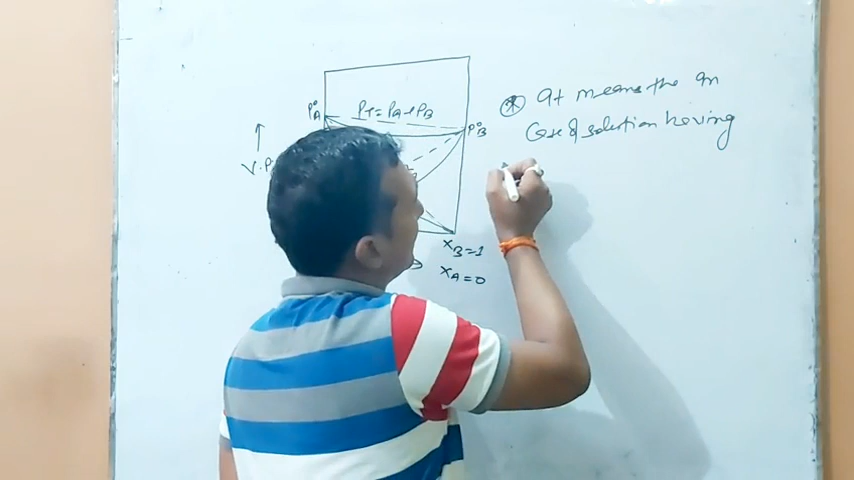 P°A
PT = PA + PB
P°B
V.P.
xB = 1
xA = 0
* It means the in
Case of solution having